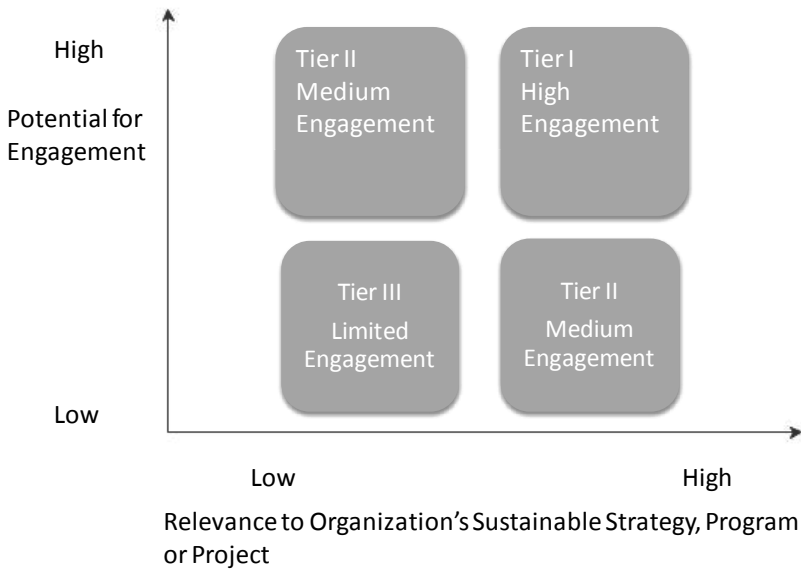 High
Potential for
Engagement
Low
Tier II
Medium
Engagement
Tier I
High
Engagement
Tier III
Limited
Engagement
Tier II
Medium
Engagement
Low
High
Relevance to Organization’s Sustainable Strategy, Program
or Project